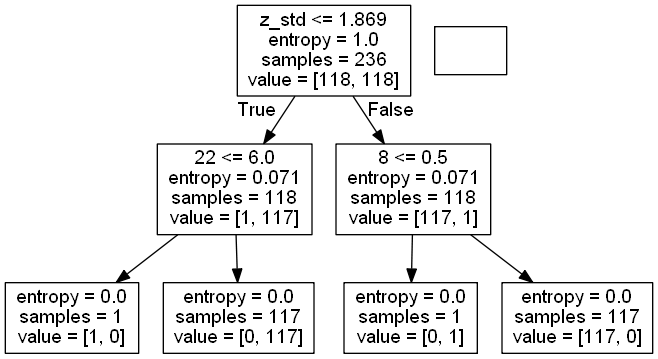 z_std <= 1.869
entropy = 1.0
samples = 236
value = [118, 118]
True
False
22 <= 6.0
entropy = 0.071
samples = 118
value = [1, 117]
8 <= 0.5
entropy = 0.071
samples = 118
value = [117, 1]
entropy = 0.0
samples = 1
value = [1, 0]
entropy = 0.0
samples = 117
value = [0, 117]
entropy = 0.0
samples = 1
value = [0, 1]
entropy = 0.0
samples = 117
value = [117, 0]